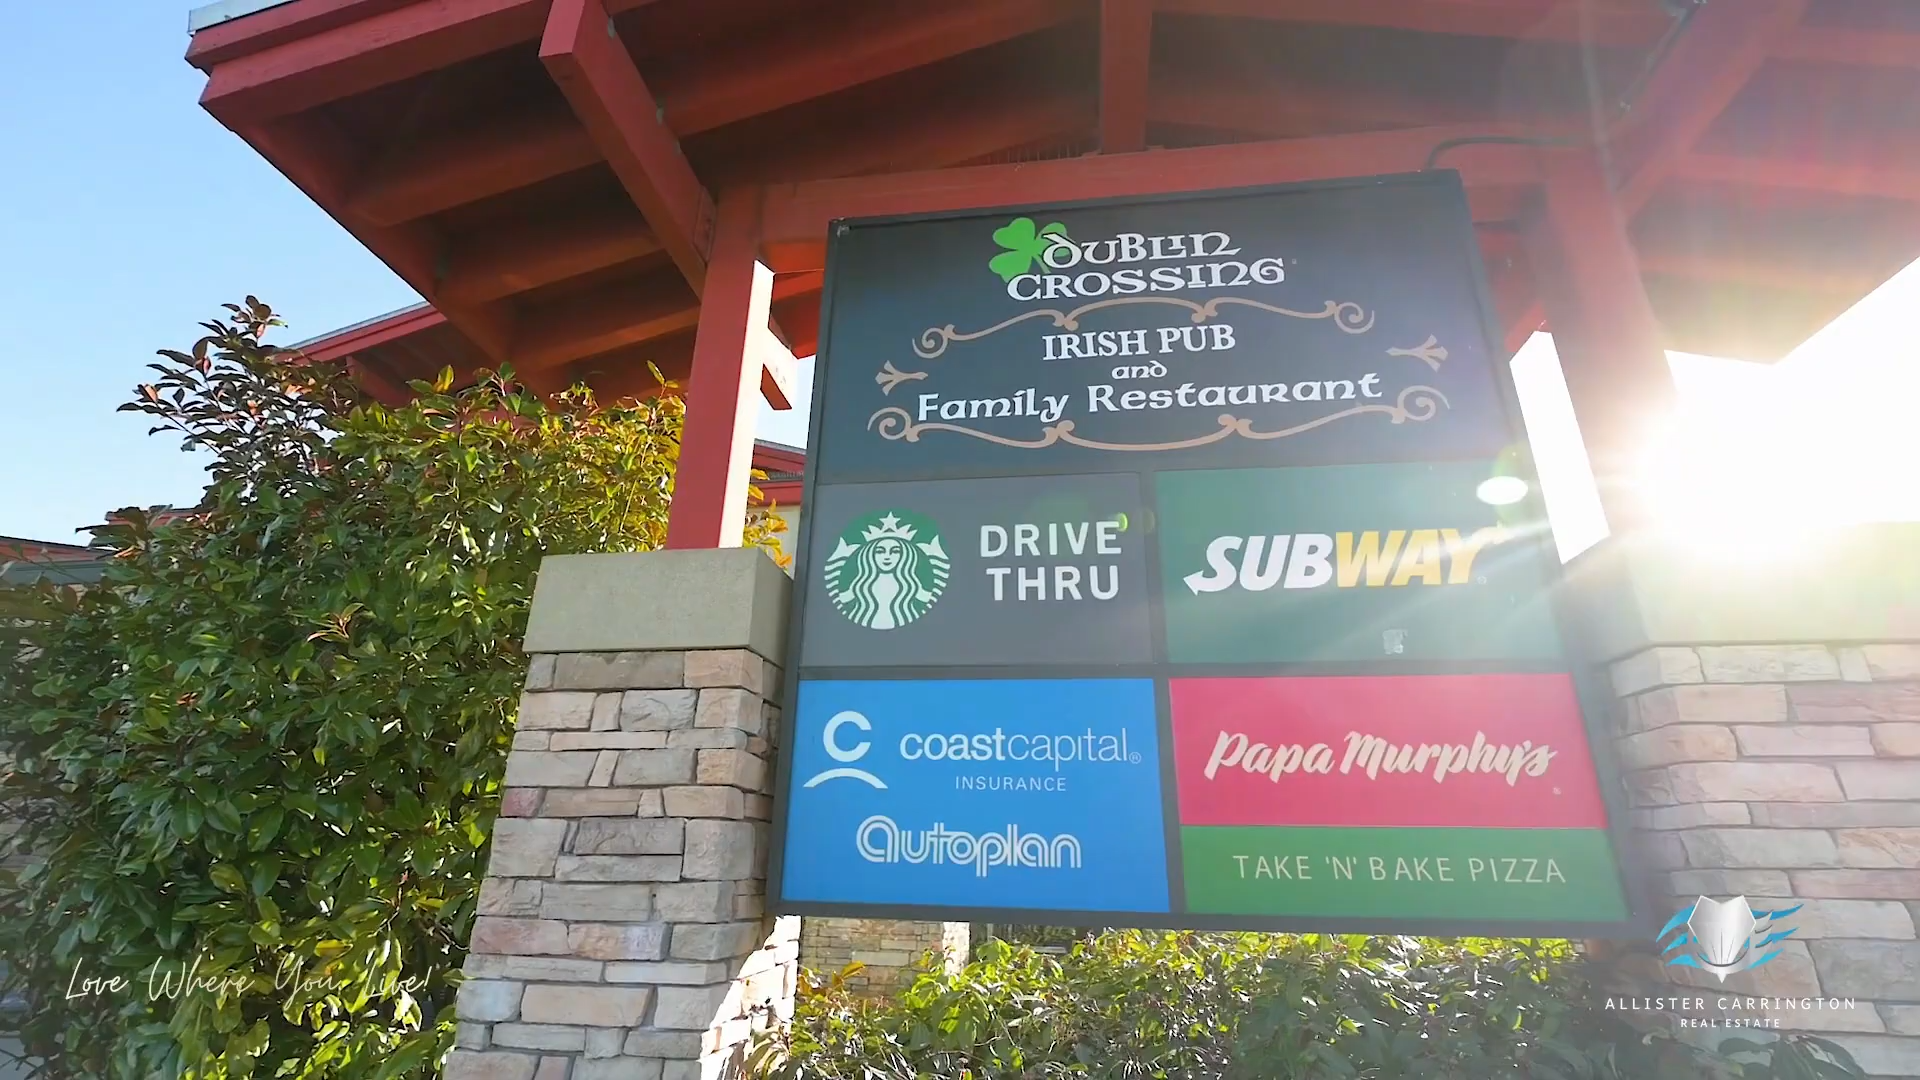 DUBLIN
CROSSING
IRISH PUB
and
Family Restaurant
DRIVE
THRU
SUBWAY
coastcapital®
INSURANCE
Autoplan
Papa Murphy's
TAKE 'N' BAKE PIZZA
Love Where You Live!
ALLISTER CARRINGTON
REAL ESTATE